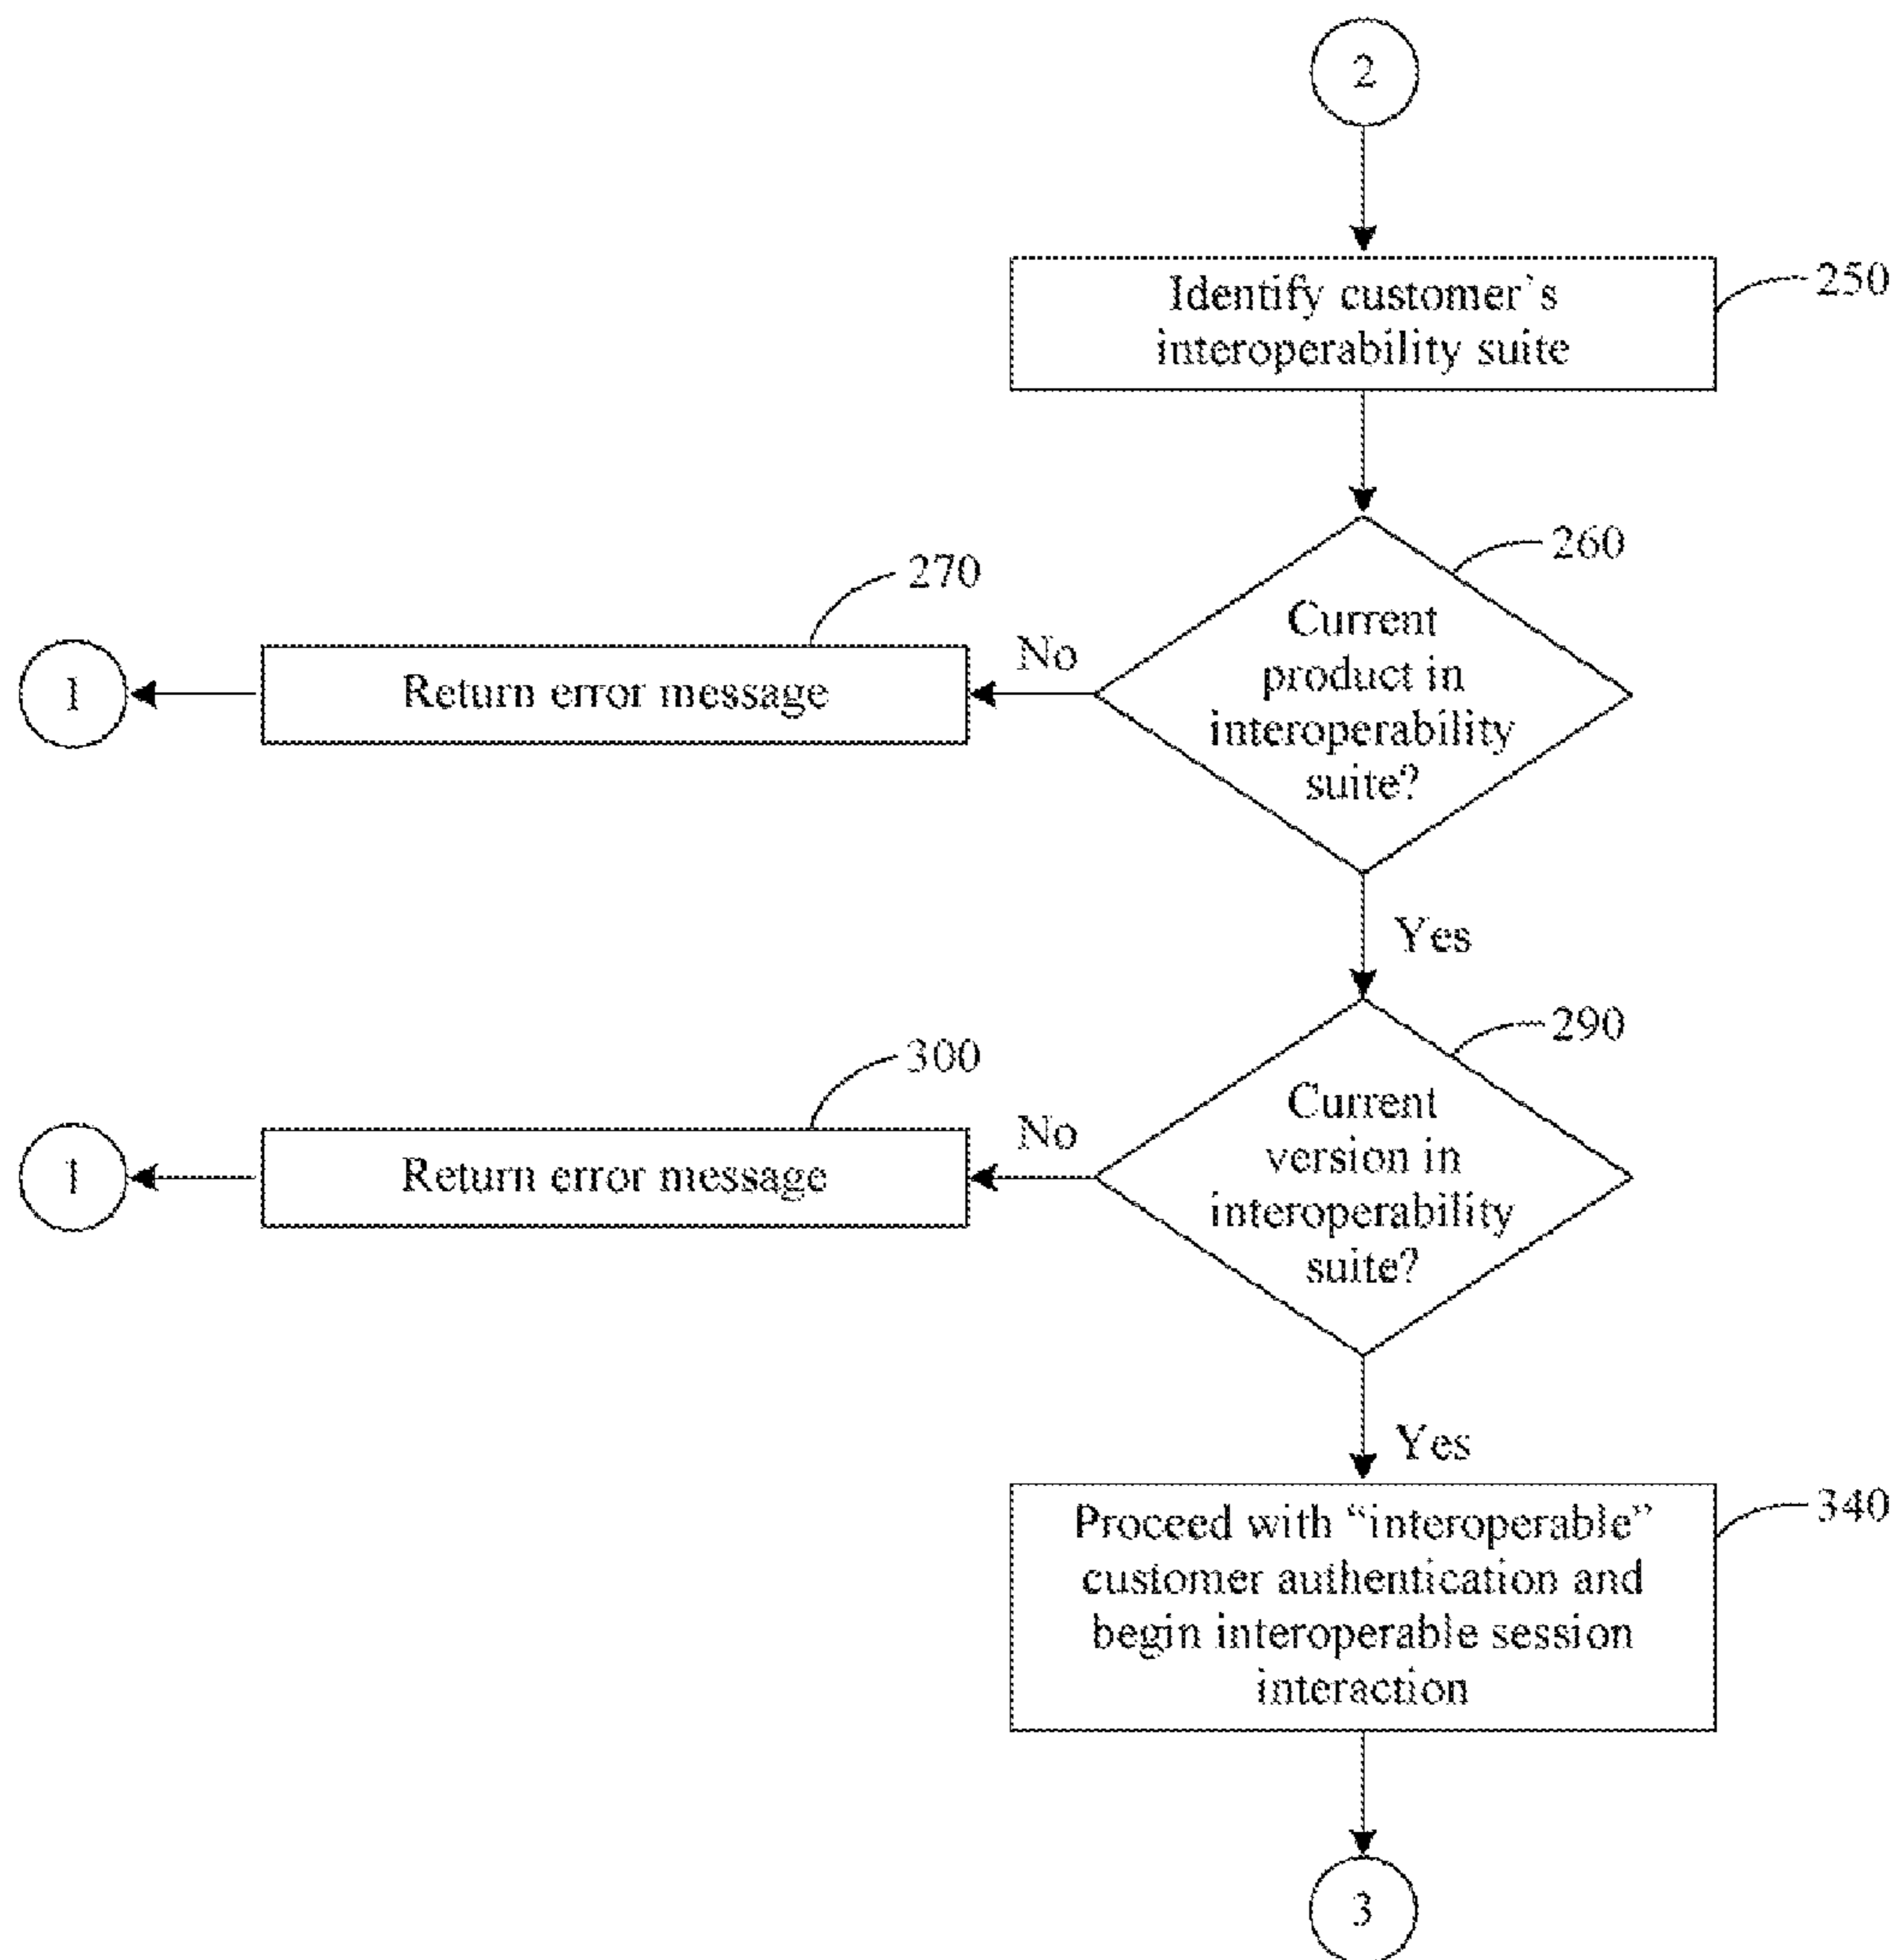 2
Identify customer's
interoperability suite
250
Current
product in
interoperability
suite?
260
No
Return error message
270
1
Yes
Current
version in
interoperability
suite?
290
No
Return error message
300
1
Yes
Proceed with “interoperable”
customer authentication and
begin interoperable session
interaction
340
3